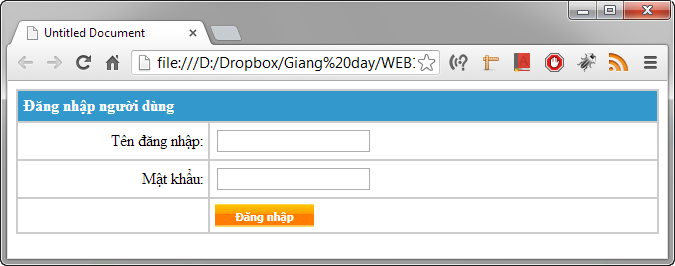 Untitled Document
file:///D:/Dropbox/Giang%20day/WEB
Đăng nhập người dùng
Tên đăng nhập:
Mật khẩu:
Đăng nhập